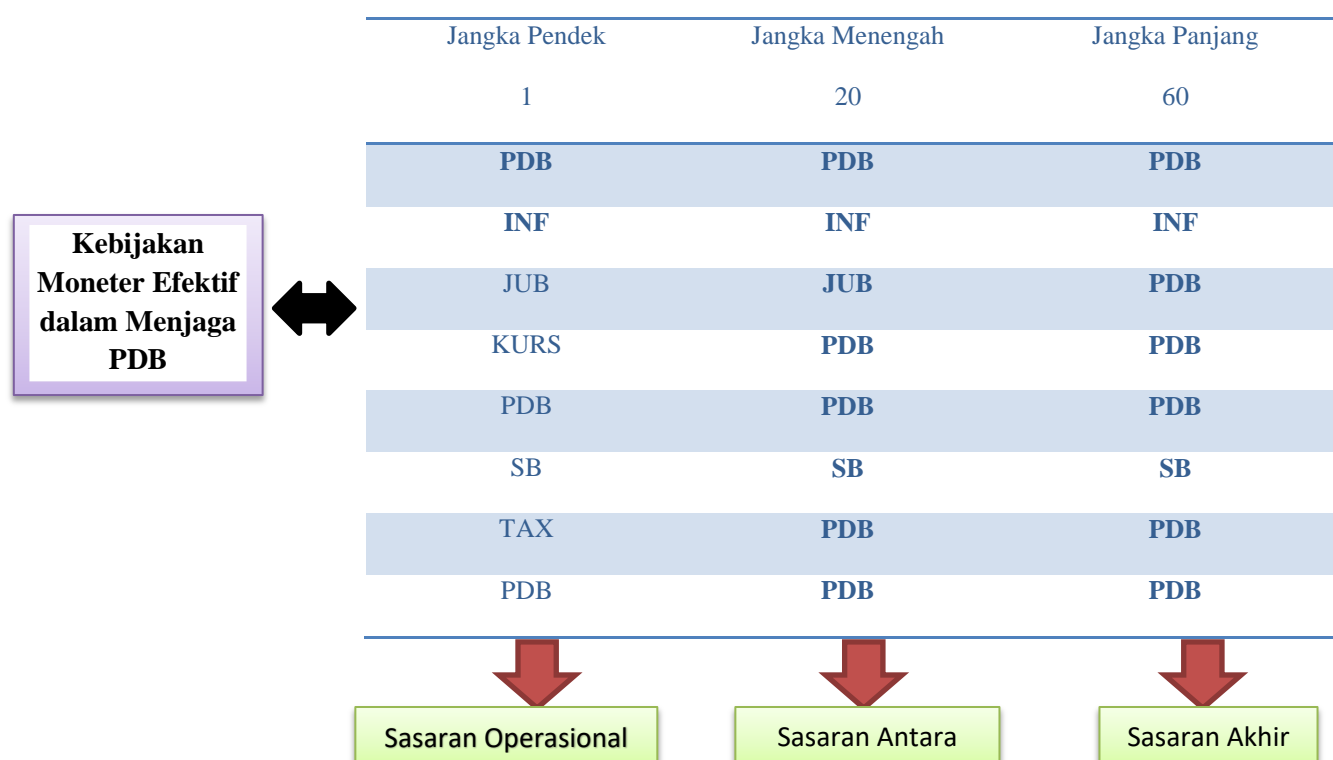 Jangka Pendek Jangka Menengah Jangka Panjang
1 20 60
PDB PDB PDB
INF INF INF
JUB JUB PDB
KURS PDB PDB
PDB PDB PDB
SB SB SB
TAX PDB PDB
PDB PDB PDB
Kebijakan
Moneter Efektif
dalam Menjaga
PDB
Sasaran Operasional Sasaran Antara Sasaran Akhir